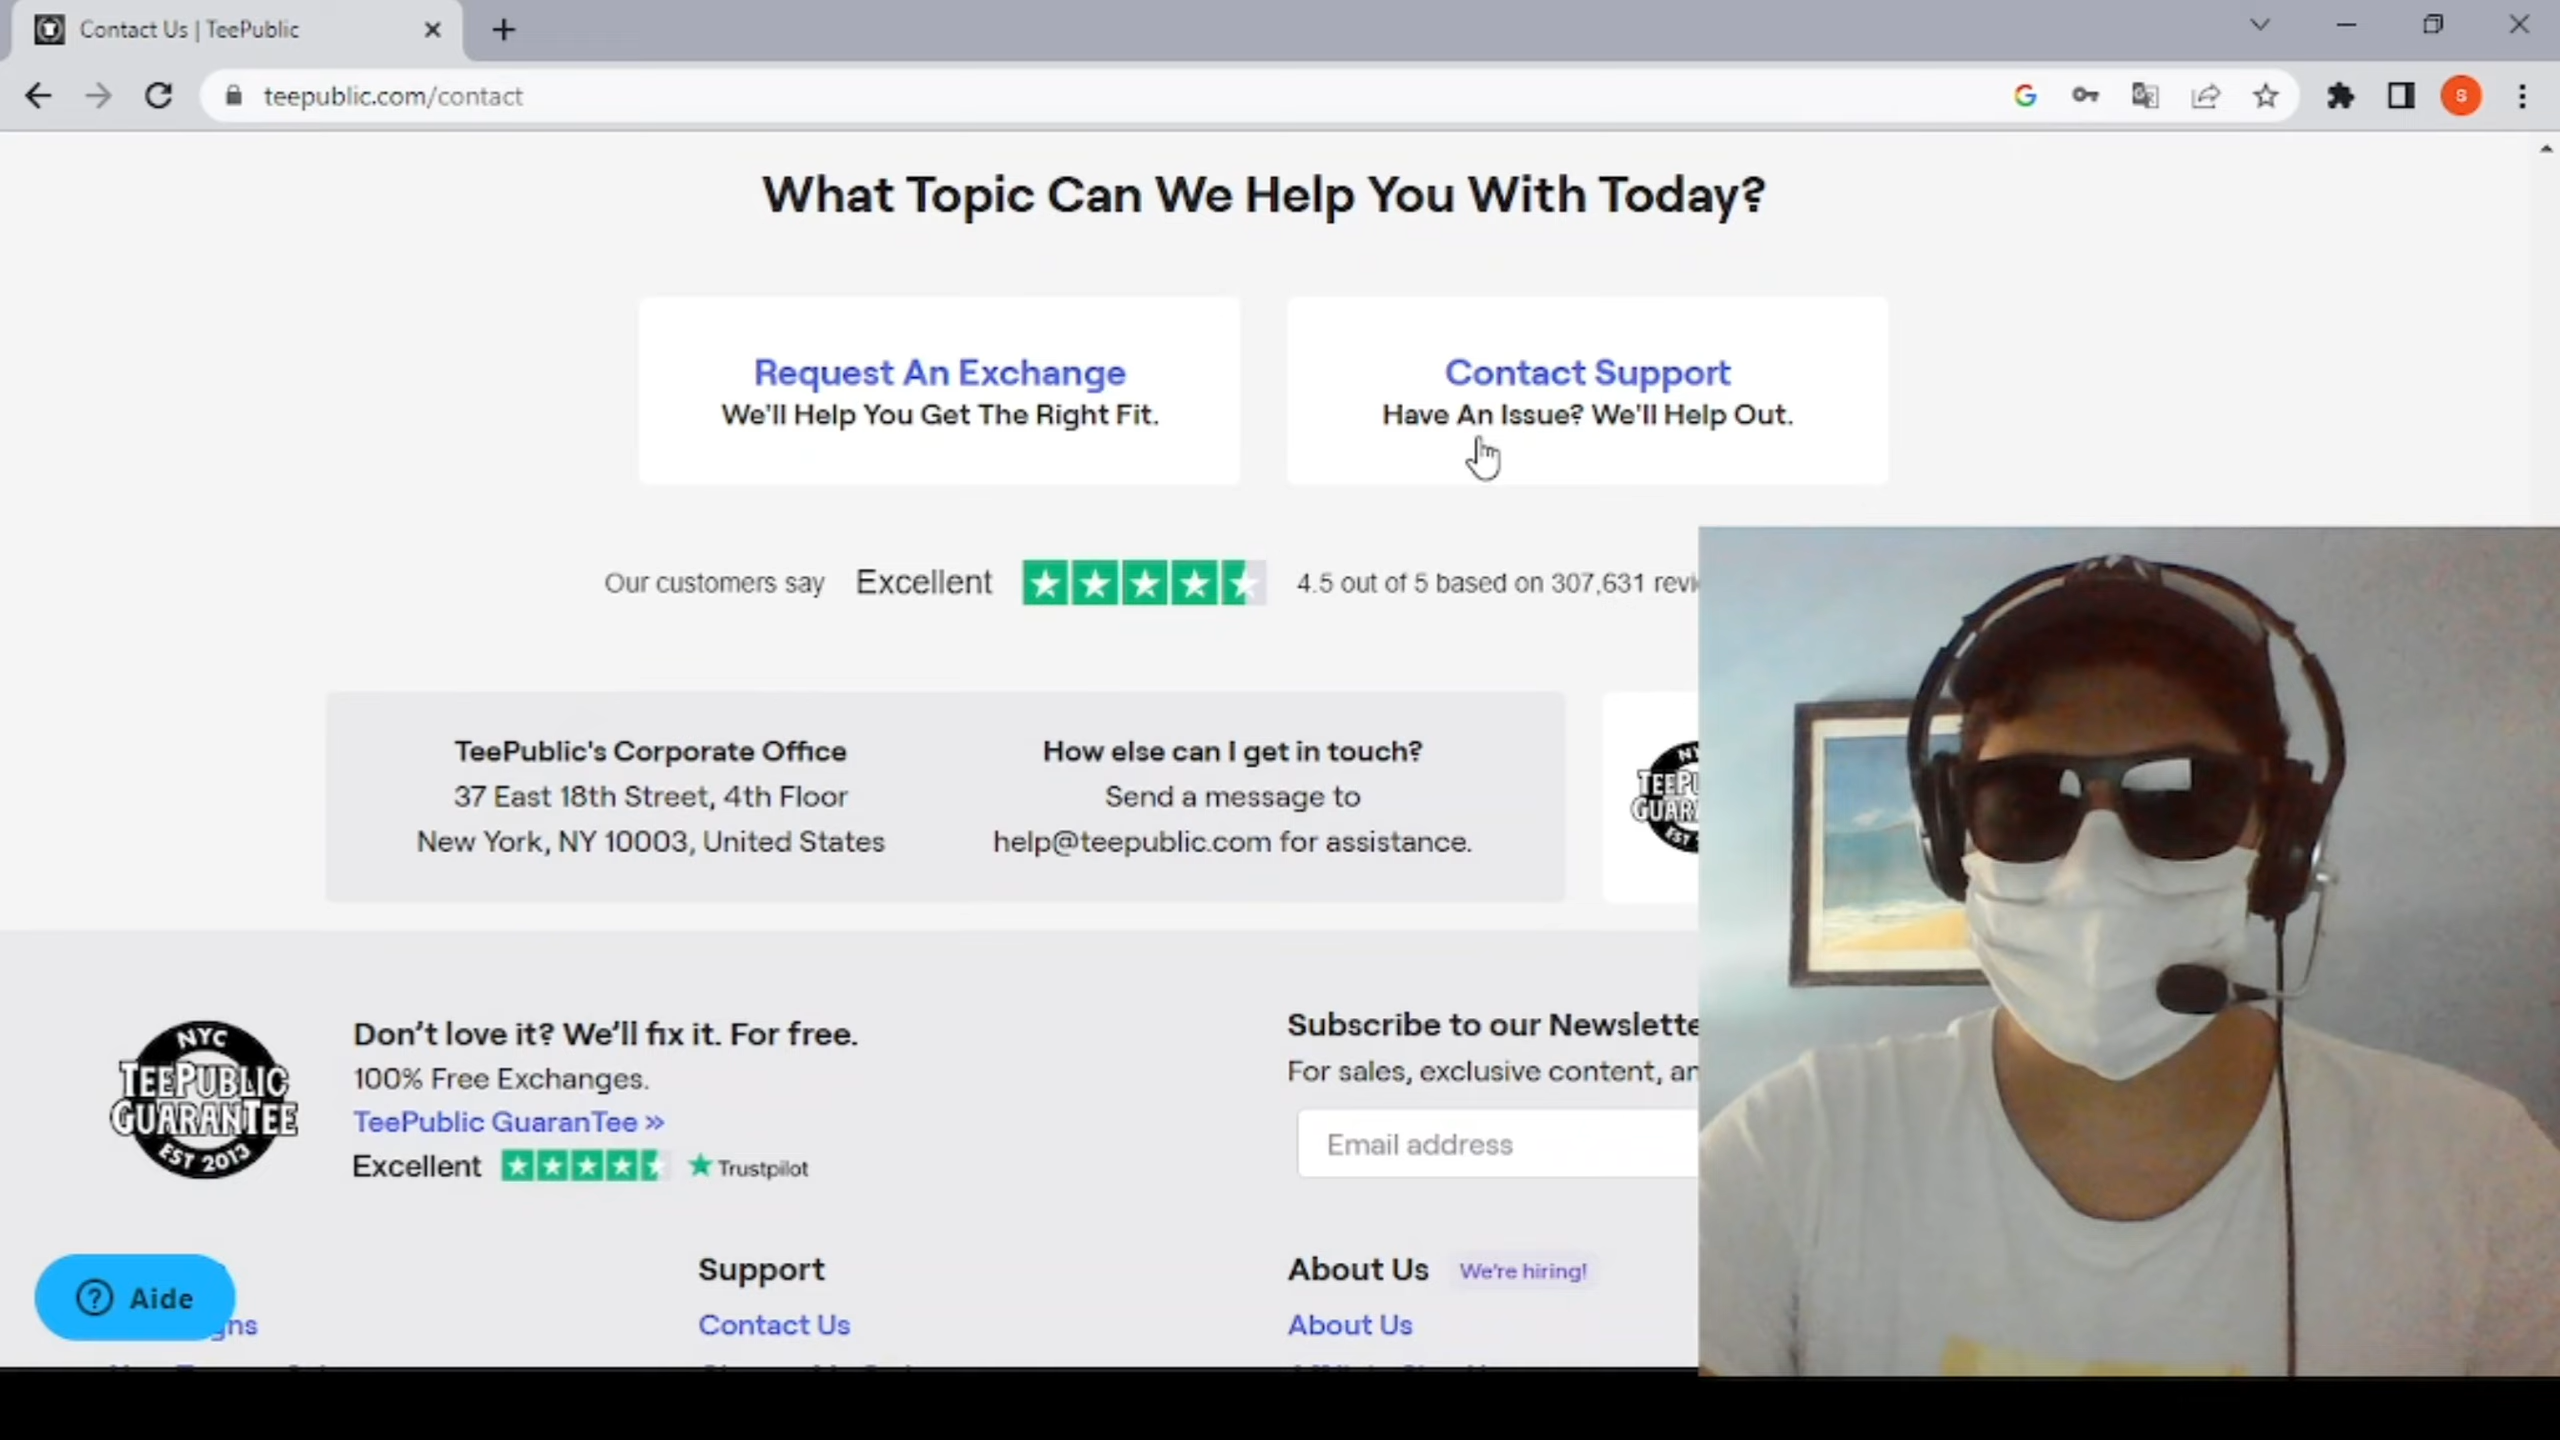 Contact Us | TeePublic
teepublic.com/contact
S
What Topic Can We Help You With Today?
Request An Exchange
We'll Help You Get The Right Fit.
Contact Support
Have An Issue? We'll Help Out.
Our customers say Excellent 4.5 out of 5 based on 307,631
TeePublic's Corporate Office
37 East 18th Street, 4th Floor
New York, NY 10003, United States
How else can I get in touch?
Send a message to
help@teepublic.com for assistance.
NYC
TEEPUBLIC
GUARANTEE
EST 2013
Don't love it? We'll fix it. For free.
100% Free Exchanges.
TeePublic GuaranTee »
Excellent Trustpilot
Subscribe to our
For sales, exclusive content,
Email address
Aide
Support
Contact Us
About Us We're hiring!
About Us